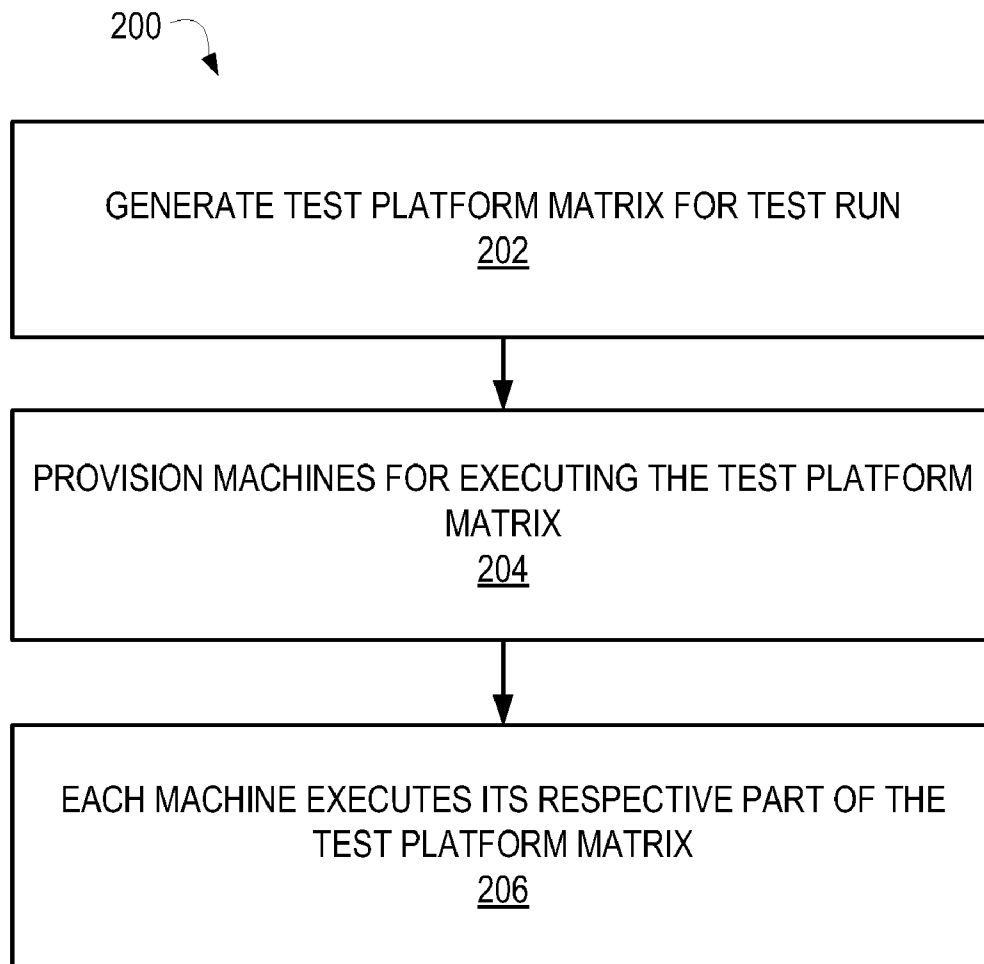 200
GENERATE TEST PLATFORM MATRIX FOR TEST RUN
202
PROVISION MACHINES FOR EXECUTING THE TEST PLATFORM
MATRIX
204
EACH MACHINE EXECUTES ITS RESPECTIVE PART OF THE
TEST PLATFORM MATRIX
206